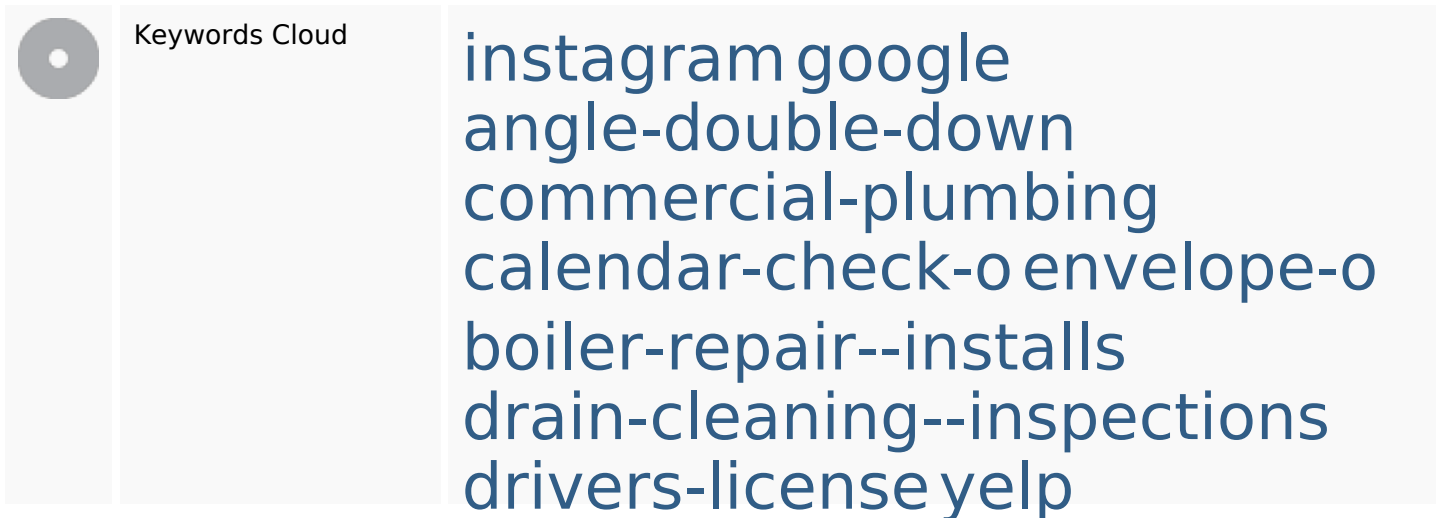 Keywords Cloud
instagram google
angle-double-down
commercial-plumbing
calendar-check-o envelope-o
boiler-repair--installs
drain-cleaning--inspections
drivers-license yelp